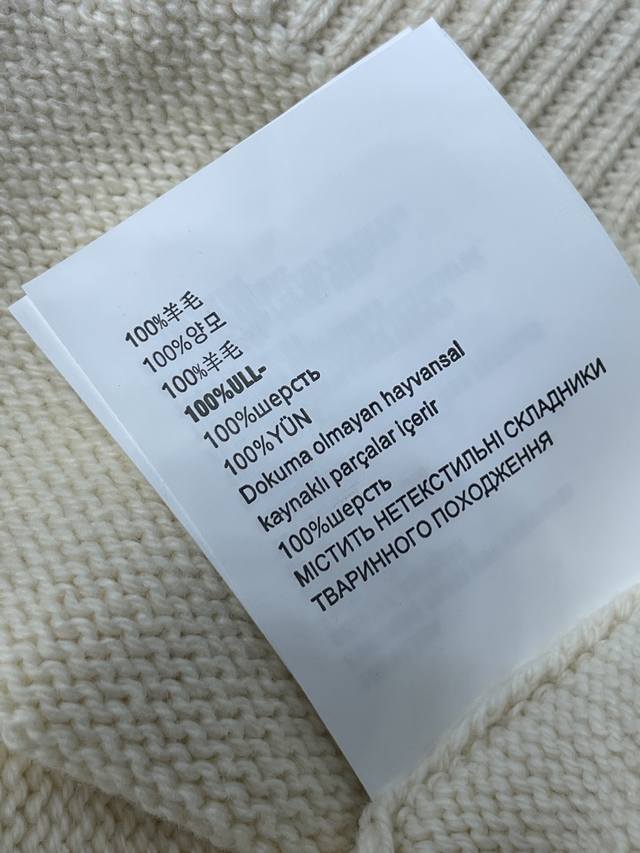 100%羊毛
100%양모
100%羊毛
100%ULL-
100%шерсть
100%YÜN
Dokuma olmayan hayvansal
kaynaklı parçalar içerir
100%шерсть
МІСТИТЬ НЕТЕКСТИЛЬНІ СКЛАДНИКИ
ТВАРИННОГО ПОХОДЖЕННЯ